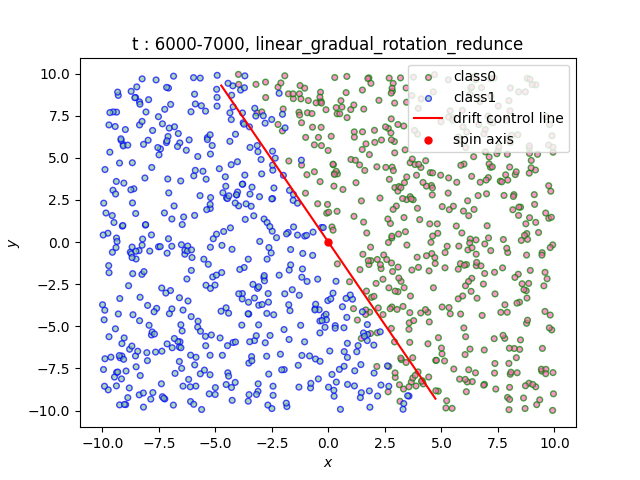 t : 6000-7000, linear_gradual_rotation_redunce
class0
class1
drift control line
spin axis
10.0
7.5
5.0
2.5
0.0
−2.5
−5.0
−7.5
−10.0
y
−10.0 −7.5 −5.0 −2.5 0.0 2.5 5.0 7.5 10.0
x